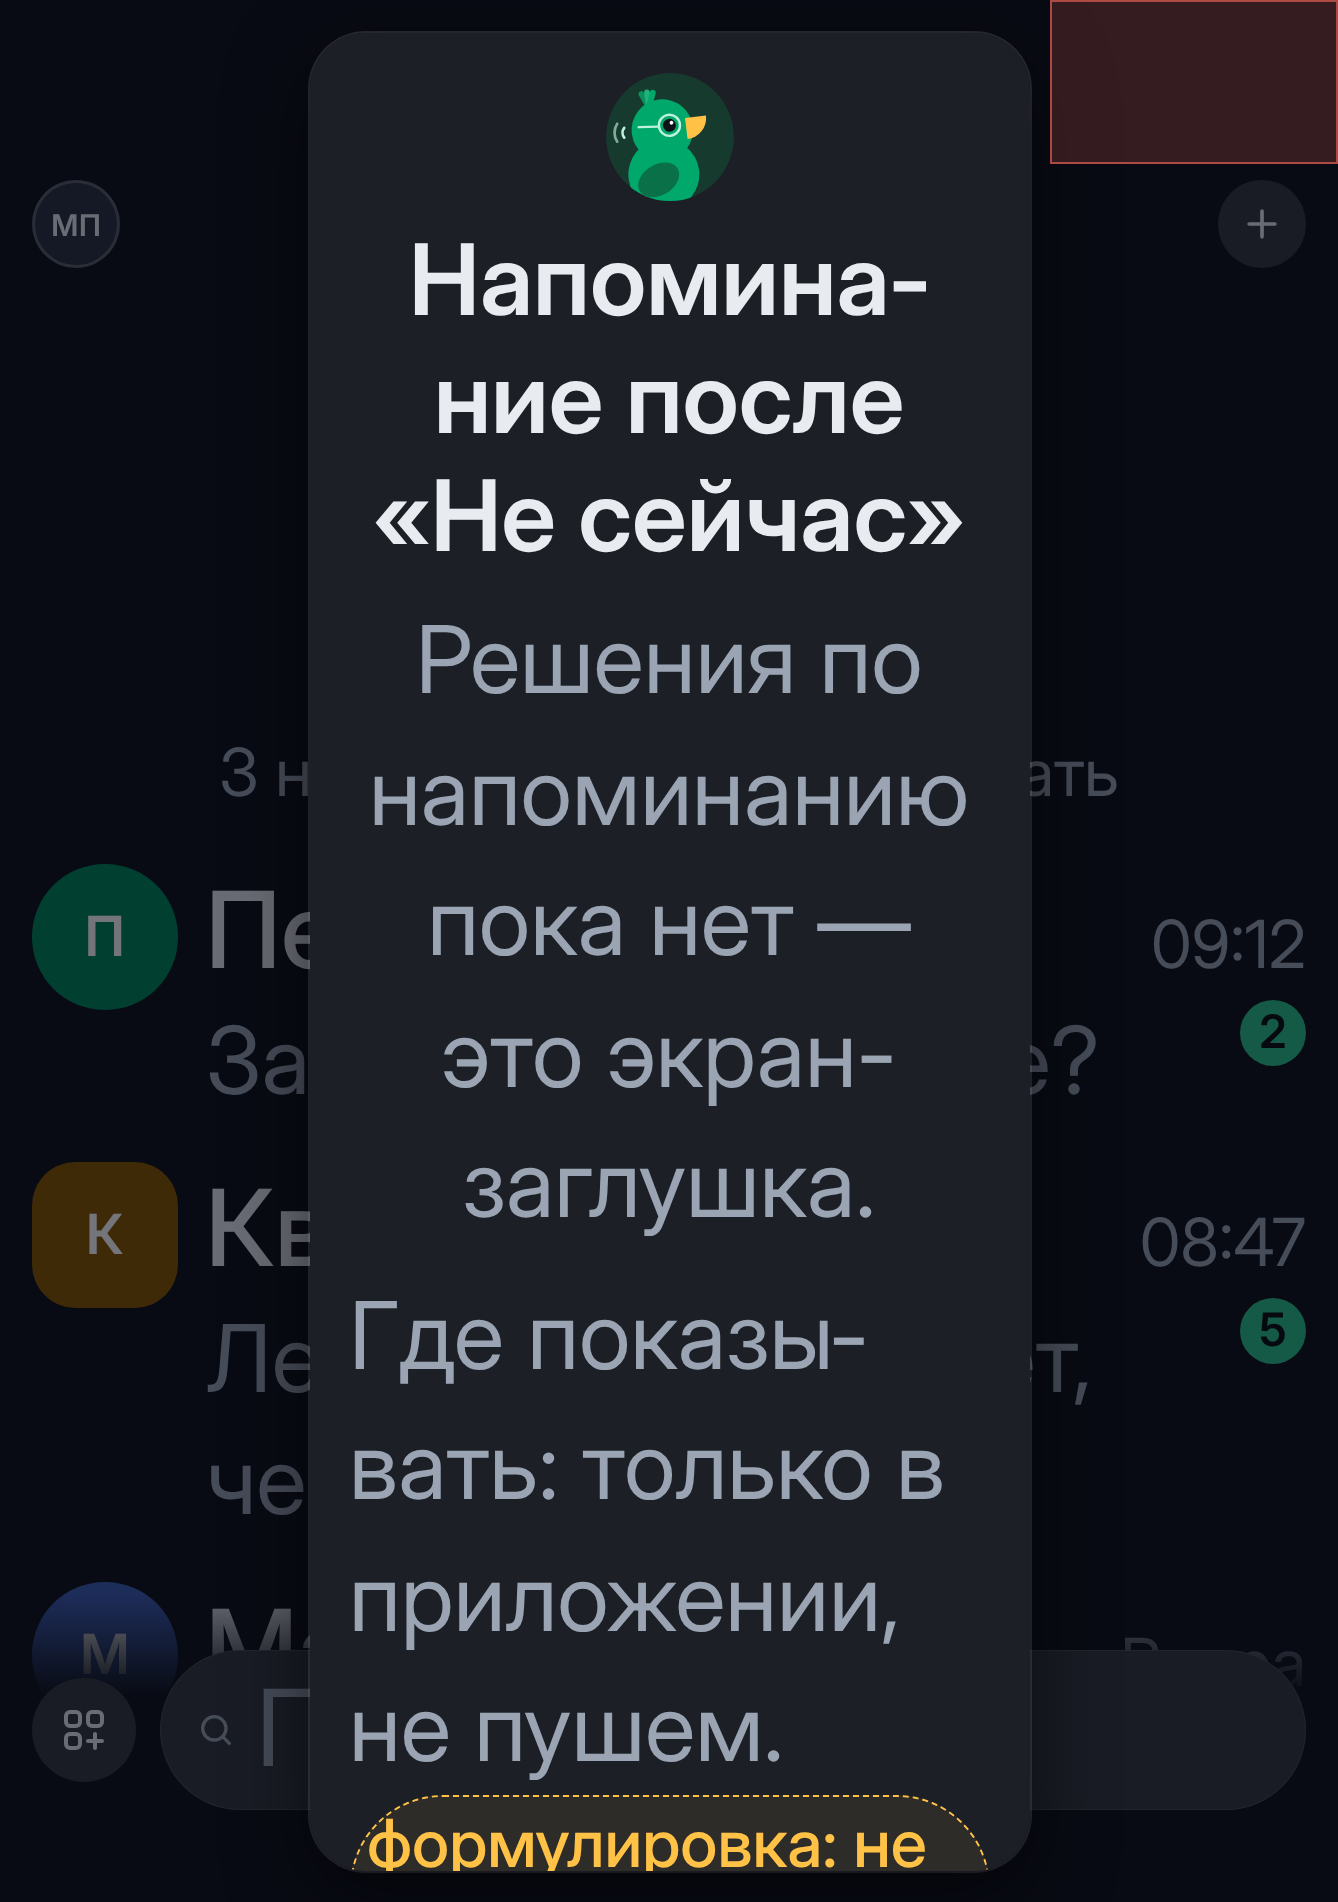 МП
Напомина-
ние после
«Не сейчас»
Решения по
напоминанию
пока нет —
это экран-
заглушка.
Где показы-
вать: только в
приложении,
не пушем.
формулировка: не
3
П
09:12
2
К
08:47
5
М